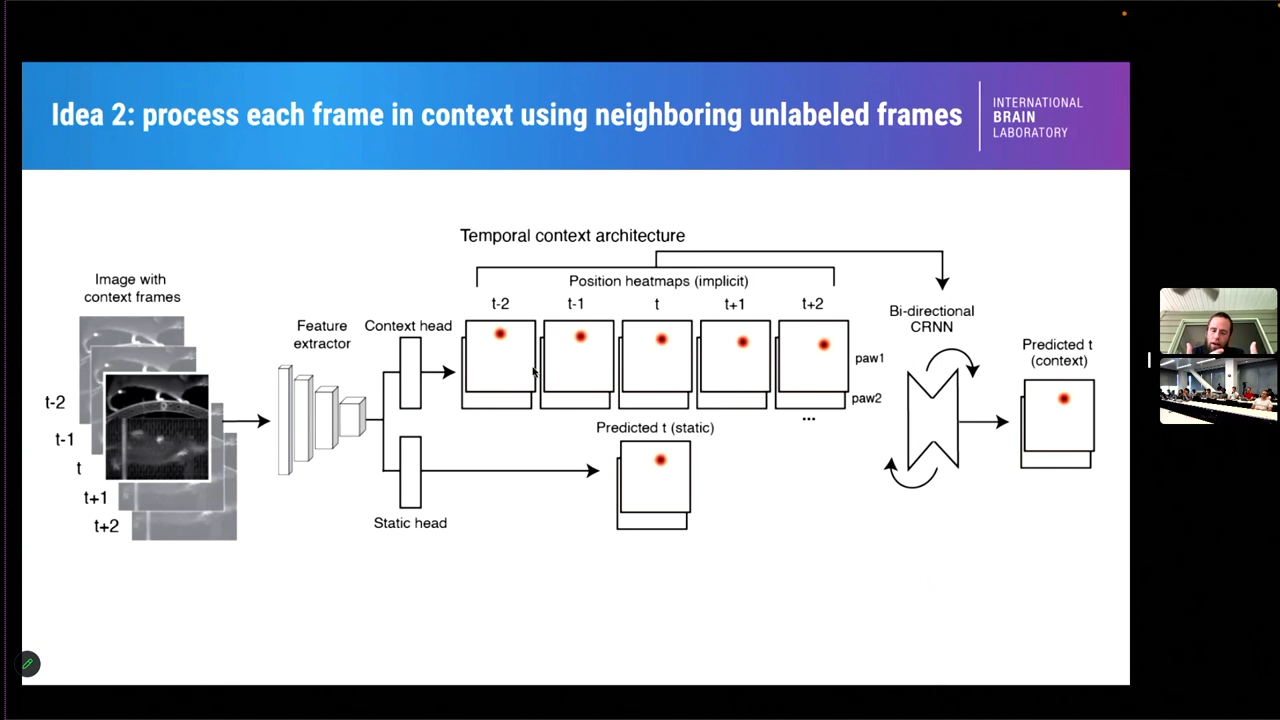 Idea 2: process each frame in context using neighboring unlabeled frames
INTERNATIONAL
BRAIN
LABORATORY
Temporal context architecture
Image with
context frames
Position heatmaps (implicit)
t-2
t-1
t
t+1
t+2
Feature
extractor
Context head
Bi-directional
CRNN
Predicted t
(context)
paw1
paw2
t-2
t-1
t
t+1
t+2
...
Predicted t (static)
Static head